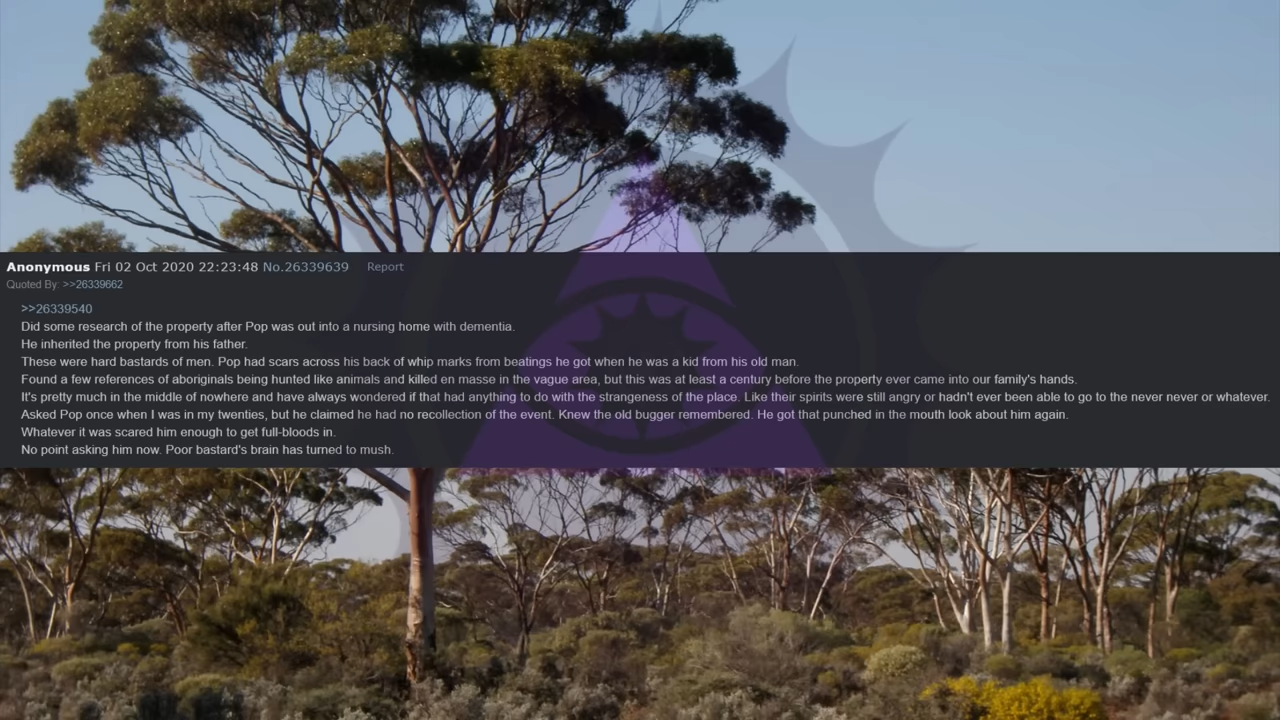 Anonymous Fri 02 Oct 2020 22:23:48 No.26339639 Report
Quoted By: >>26339662
>>26339540
Did some research of the property after Pop was out into a nursing home with dementia.
He inherited the property from his father.
These were hard bastards of men. Pop had scars across his back of whip marks from beatings he got when he was a kid from his old man.
Found a few references of aboriginals being hunted like animals and killed en masse in the vague area, but this was at least a century before the property ever came into our family's hands.
It's pretty much in the middle of nowhere and have always wondered if that had anything to do with the strangeness of the place. Like their spirits were still angry or hadn't ever been able to go to the never never or whatever.
Asked Pop once when I was in my twenties, but he claimed he had no recollection of the event. Knew the old bugger remembered. He got that punched in the mouth look about him again.
Whatever it was scared him enough to get full-bloods in.
No point asking him now. Poor bastard's brain has turned to mush.